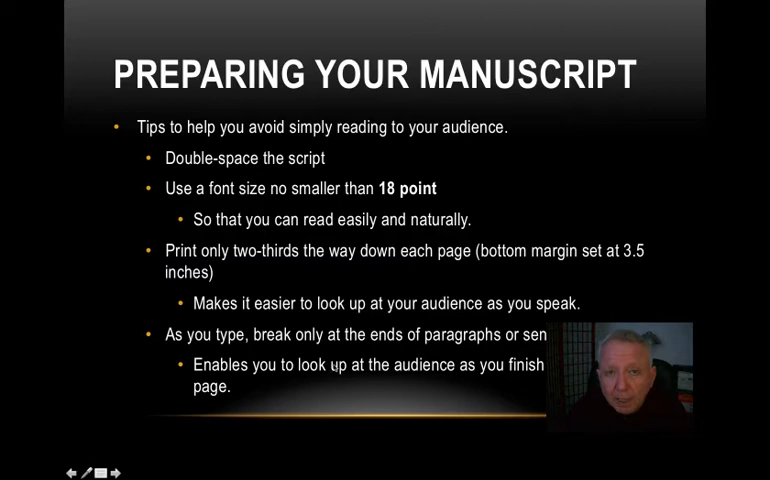 PREPARING YOUR MANUSCRIPT
• Tips to help you avoid simply reading to your audience.
• Double-space the script
• Use a font size no smaller than 18 point
• So that you can read easily and naturally.
• Print only two-thirds the way down each page (bottom margin set at 3.5
inches)
• Makes it easier to look up at your audience as you speak.
• As you type, break only at the ends of paragraphs or sen
• Enables you to look up at the audience as you finish
page.